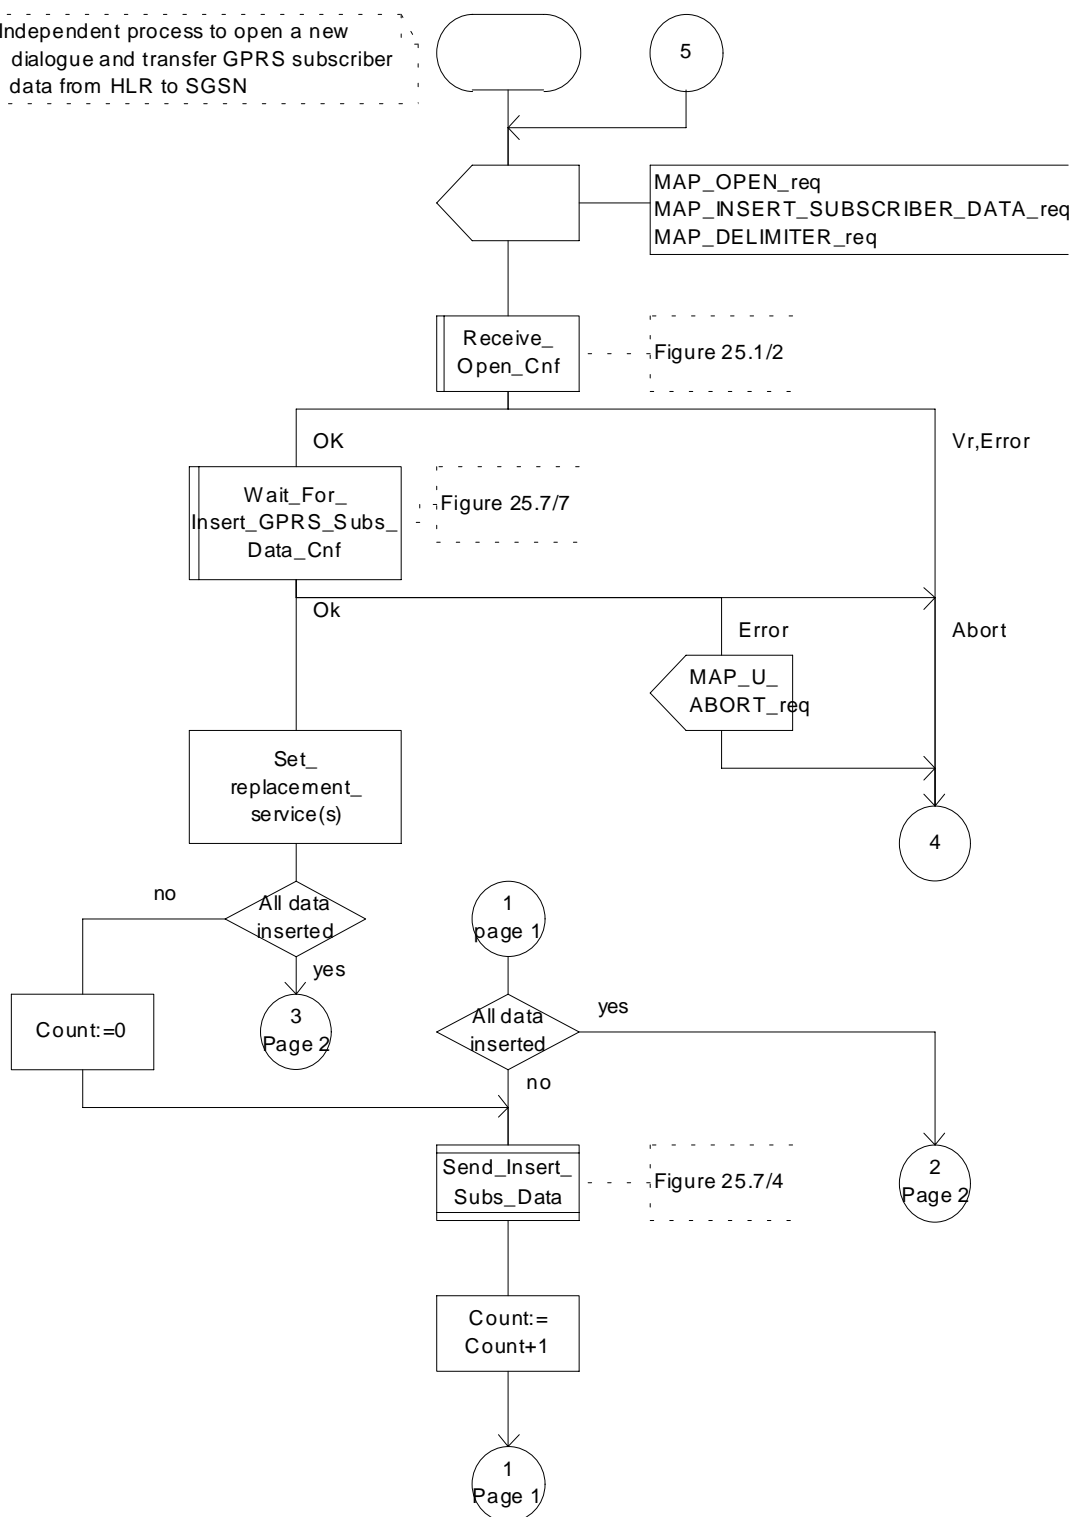 Independent process to open a new
dialogue and transfer GPRS subscriber
data from HLR to SGSN
5
MAP_OPEN_req
MAP_INSERT_SUBSCRIBER_DATA_req
MAP_DELIMITER_req
Receive_
Open_Cnf
Figure 25.1/2
OK
Vr,Error
Wait_For_
Insert_GPRS_Subs_
Data_Cnf
Figure 25.7/7
Ok
Error
Abort
MAP_U_
ABORT_req
Set_
replacement_
service(s)
4
no
All data
inserted
yes
1
page 1
Count:=0
3
Page 2
All data
inserted
yes
no
Send_Insert_
Subs_Data
Figure 25.7/4
2
Page 2
Count:=
Count+1
1
Page 1